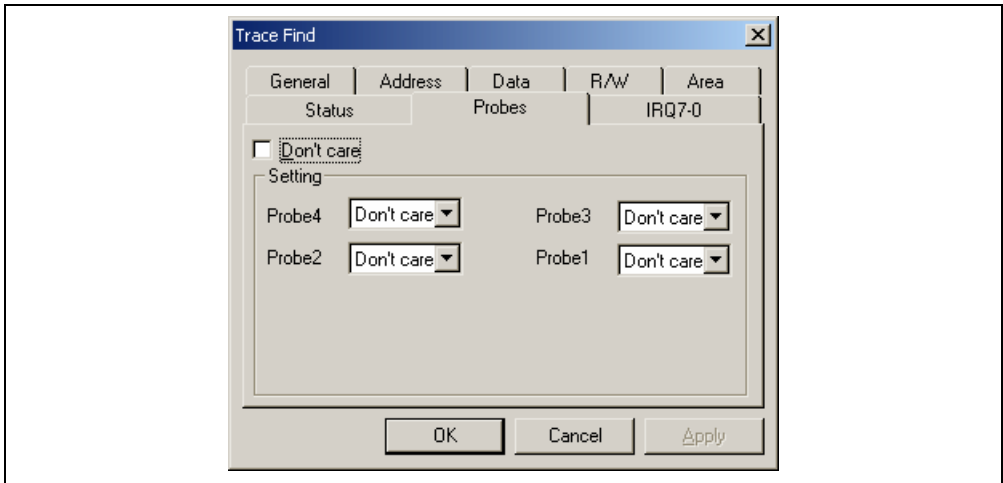 Trace Find
General Address Data R/W Area
Status Probes IRQ7-0
Don't care
Setting
Probe4 Don't care Probe3 Don't care
Probe2 Don't care Probe1 Don't care
OK Cancel Apply